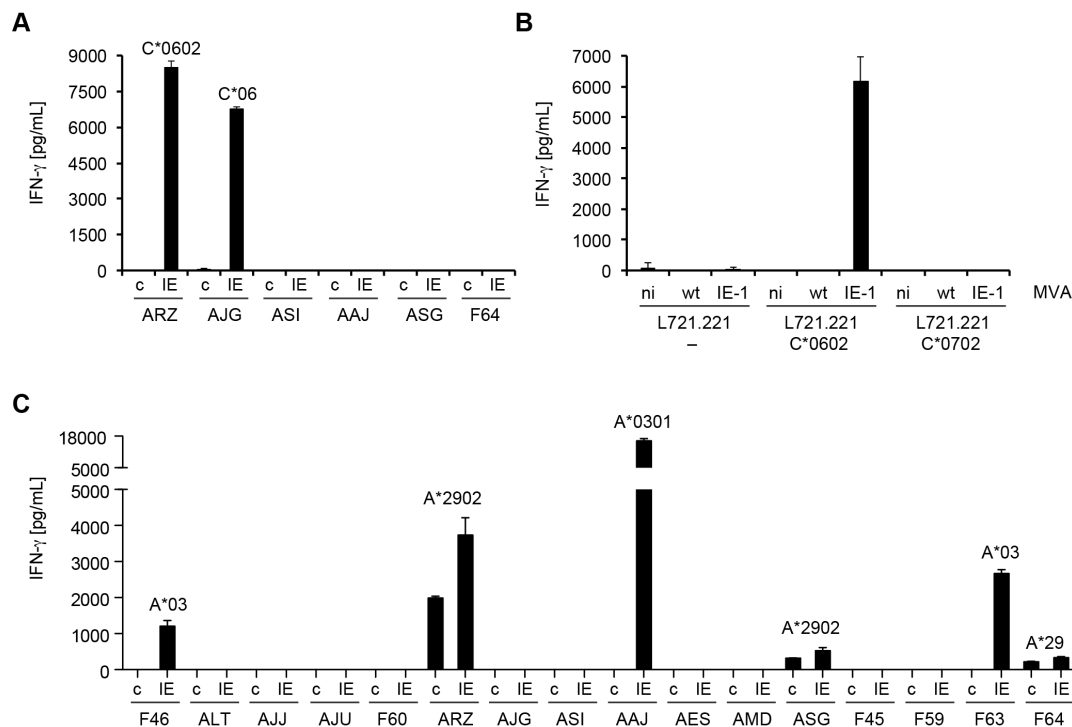 A
IFN-γ [pg/mL]
9000
7500
6000
4500
3000
1500
0
C*0602
C*06
c IE c IE c IE c IE c IE c IE
ARZ AJG ASI AAJ ASG F64
B
IFN-γ [pg/mL]
7000
6000
5000
4000
3000
2000
1000
0
ni wt IE-1 ni wt IE-1 ni wt IE-1 MVA
L721.221 L721.221 L721.221
– C*0602 C*0702
C
IFN-γ [pg/mL]
18000
5000
5000
4000
3000
2000
1000
0
A*03
A*2902
A*0301
A*2902
A*03
A*29
c IE c IE c IE c IE c IE c IE c IE c IE c IE c IE c IE c IE c IE c IE c IE c IE
F46 ALT AJJ AJU F60 ARZ AJG ASI AAJ AES AMD ASG F45 F59 F63 F64